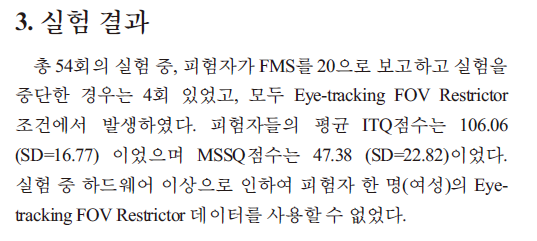 3. 실험 결과
총 54회의 실험 중, 피험자가 FMS를 20으로 보고하고 실험을
중단한 경우는 4회 있었고, 모두 Eye-tracking FOV Restrictor
조건에서 발생하였다. 피험자들의 평균 ITQ점수는 106.06
(SD=16.77) 이었으며 MSSQ점수는 47.38 (SD=22.82)이었다.
실험 중 하드웨어 이상으로 인하여 피험자 한 명(여성)의 Eye-
tracking FOV Restrictor 데이터를 사용할 수 없었다.